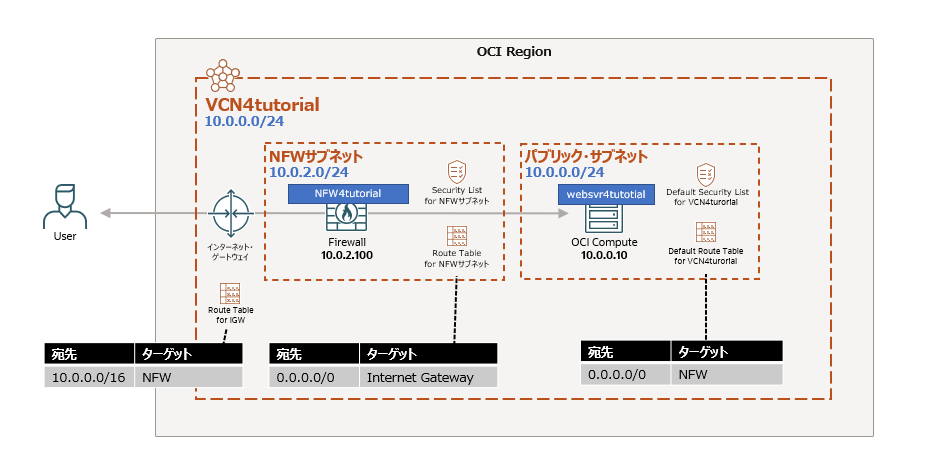 OCI Region
VCN4tutorial
10.0.0.0/24
NFWサブネット
10.0.2.0/24
NFW4tutorial
Security List
for NFWサブネット
Firewall
10.0.2.100
Route Table
for NFWサブネット
パブリック・サブネット
10.0.0.0/24
websvr4tutotial
Default Security List
for VCN4turorlal
OCI Compute
10.0.0.10
Default Route Table
for VCN4turorlal
User
インターネット・
ゲートウェイ
Route Table
for IGW
宛先 ターゲット
10.0.0.0/16 NFW
宛先 ターゲット
0.0.0.0/0 Internet Gateway
宛先 ターゲット
0.0.0.0/0 NFW